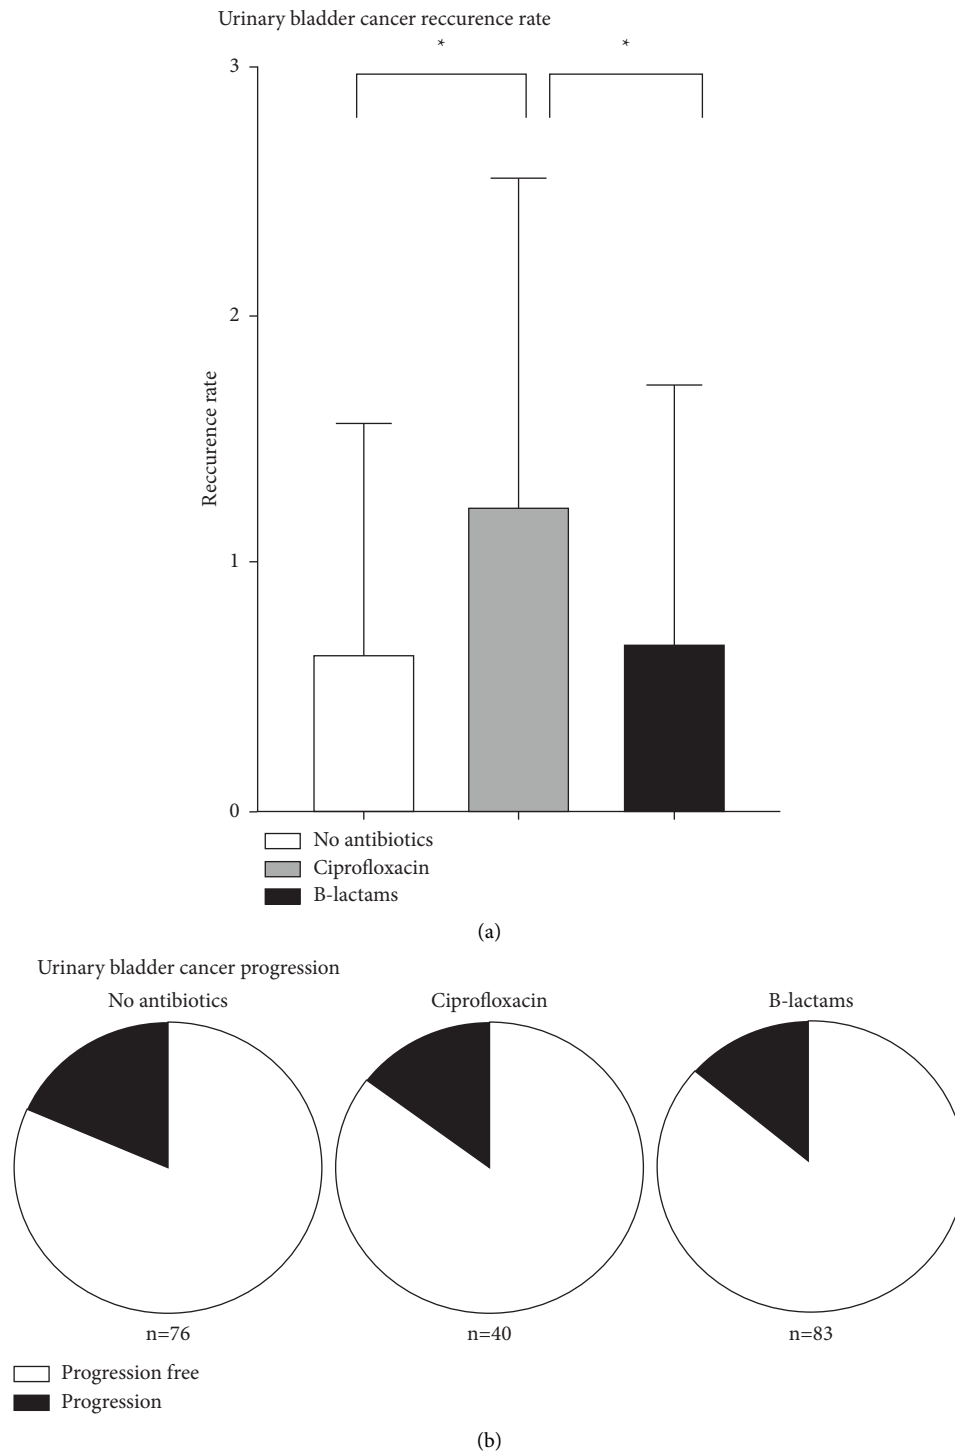 Urinary bladder cancer reccurence rate
* *
3
2
1
0
Reccurence rate
No antibiotics
Ciprofloxacin
B-lactams
(a)
Urinary bladder cancer progression
No antibiotics Ciprofloxacin B-lactams
n=76 n=40 n=83
Progression free
Progression
(b)